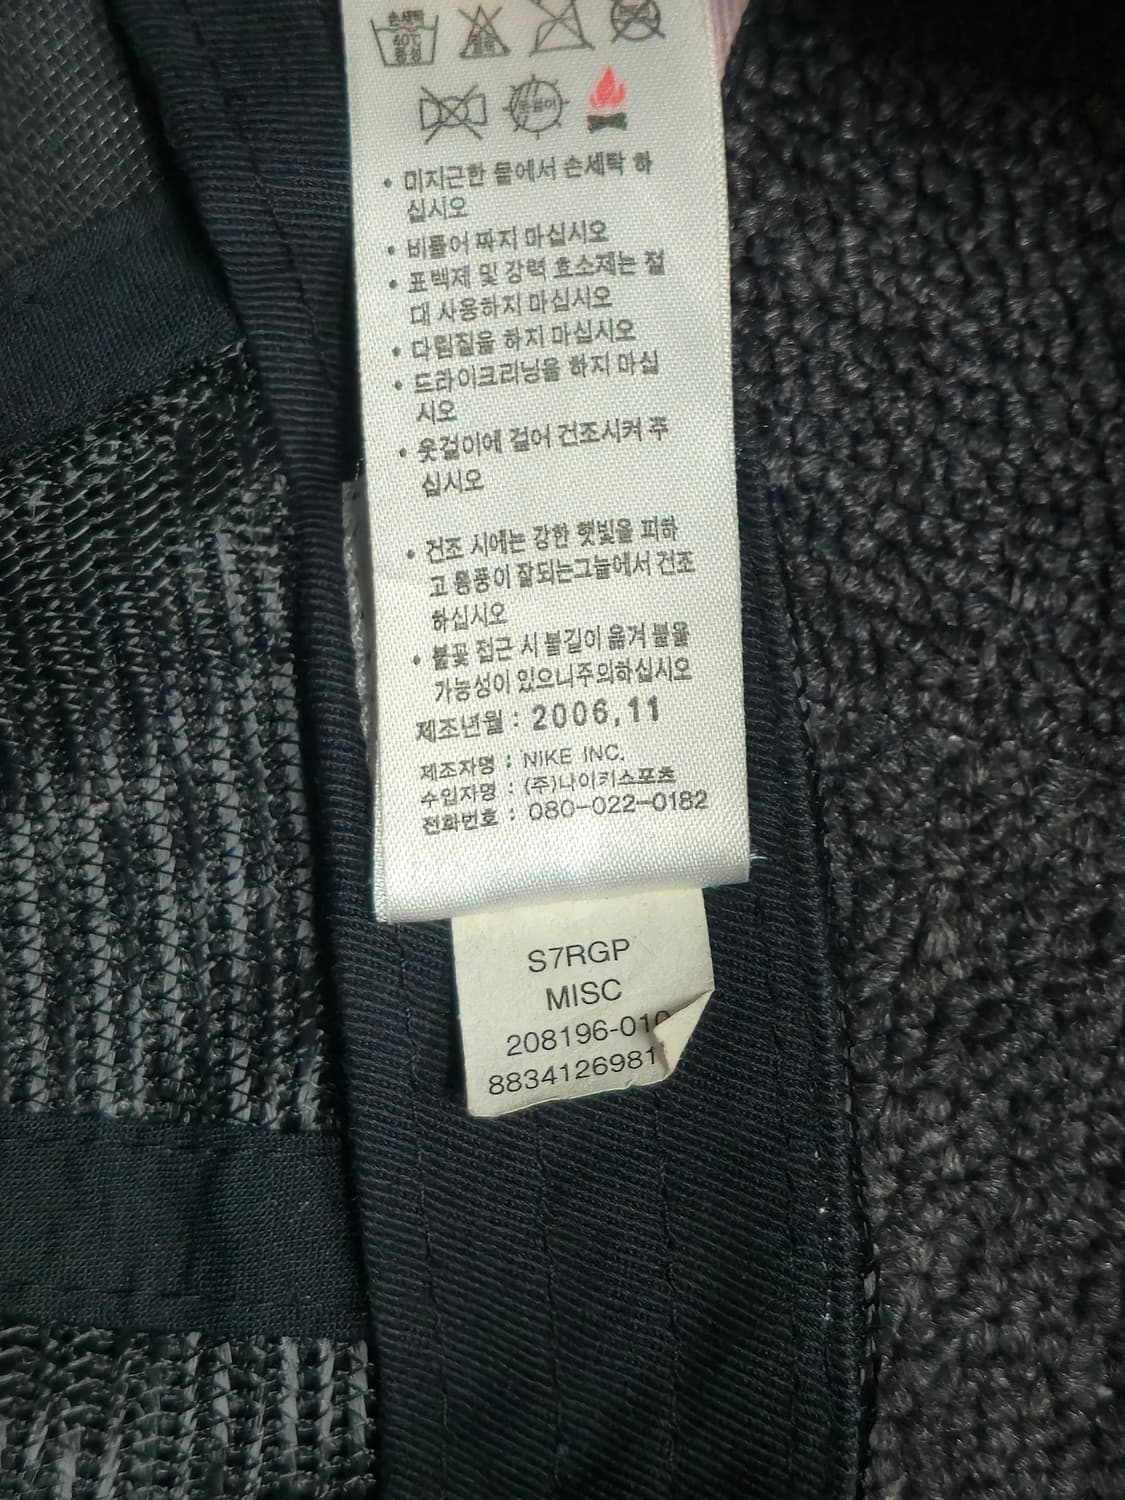 손세탁
40℃
중성
• 미지근한 물에서 손세탁 하
십시오
• 비틀어 짜지 마십시오
• 표백제 및 강력 효소제는 절
대 사용하지 마십시오
• 다림질을 하지 마십시오
• 드라이크리닝을 하지 마십
시오
• 옷걸이에 걸어 건조시켜 주
십시오
• 건조 시에는 강한 햇빛을 피하
고 통풍이 잘되는그늘에서 건조
하십시오
• 불꽃 접근 시 불길이 옮겨 붙을
가능성이 있으니주의하십시오
제조년월 : 2006.11
제조자명 : NIKE INC.
수입자명 : (주)나이키스포츠
전화번호 : 080-022-0182
S7RGP
MISC
208196-010
8834126981